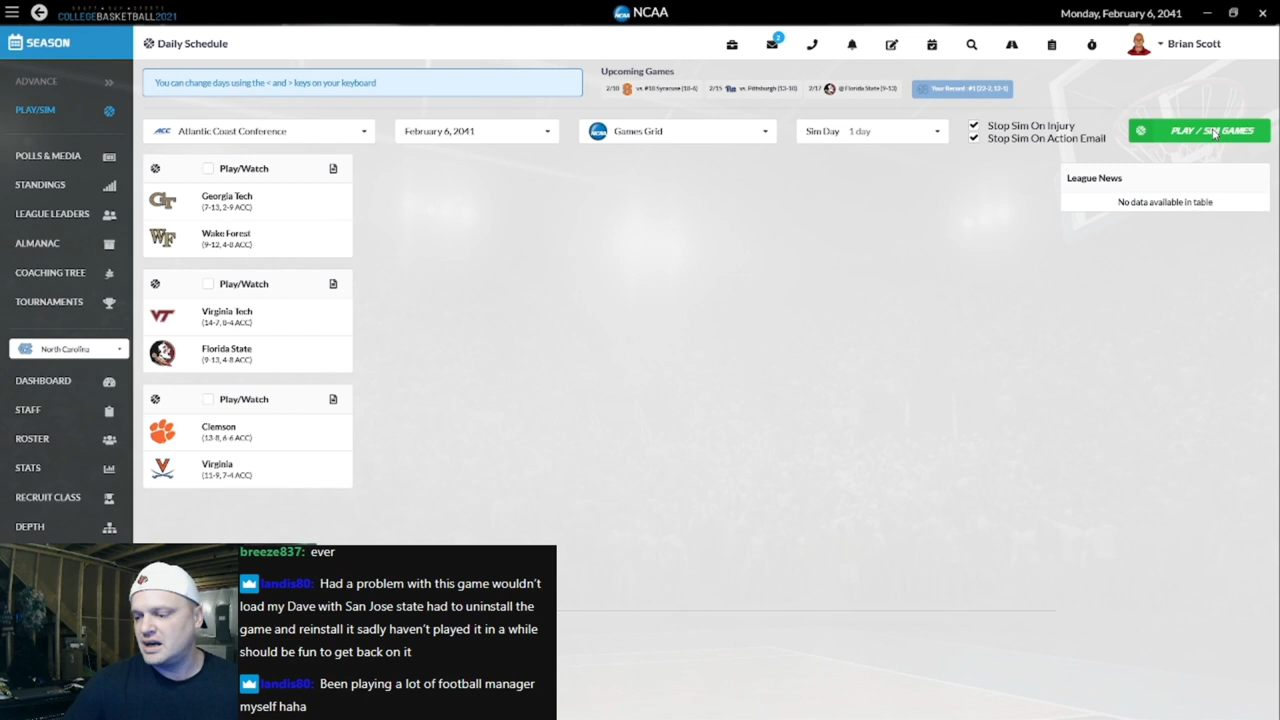 DRAFT DAY SPORTS
COLLEGEBASKETBALL2021
NCAA
Monday, February 6, 2041
SEASON
Daily Schedule
2
Brian Scott
ADVANCE
PLAY/SIM
POLLS & MEDIA
STANDINGS
LEAGUE LEADERS
ALMANAC
COACHING TREE
TOURNAMENTS
North Carolina
DASHBOARD
STAFF
ROSTER
STATS
RECRUIT CLASS
DEPTH
You can change days using the < and > keys on your keyboard
Upcoming Games
2/10 vs. #18 Syracuse (18-6) 2/15 vs. Pittsburgh (13-10) 2/17 @ Florida State (9-13)
Your Record : #1 (22-2, 12-1)
Atlantic Coast Conference
February 6, 2041
Games Grid
Sim Day 1 day
Stop Sim On Injury
Stop Sim On Action Email
PLAY / SIM GAMES
League News
No data available in table
Play/Watch
Georgia Tech
(7-13, 2-9 ACC)
Wake Forest
(9-12, 4-8 ACC)
Play/Watch
Virginia Tech
(14-7, 8-4 ACC)
Florida State
(9-13, 4-8 ACC)
Play/Watch
Clemson
(13-8, 6-6 ACC)
Virginia
(11-9, 7-4 ACC)
breeze837: ever
landis80: Had a problem with this game wouldn't
load my Dave with San Jose state had to uninstall the
game and reinstall it sadly haven't played it in a while
should be fun to get back on it
landis80: Been playing a lot of football manager
myself haha